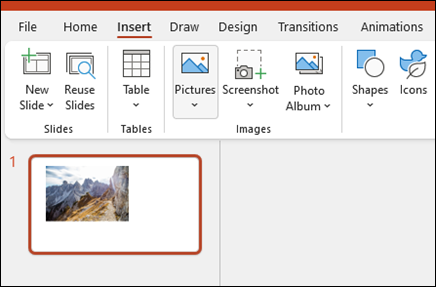 File Home Insert Draw Design Transitions Animations
New Slide Reuse Slides Table Pictures Screenshot Photo Album Shapes Icons
Slides Tables Images
1